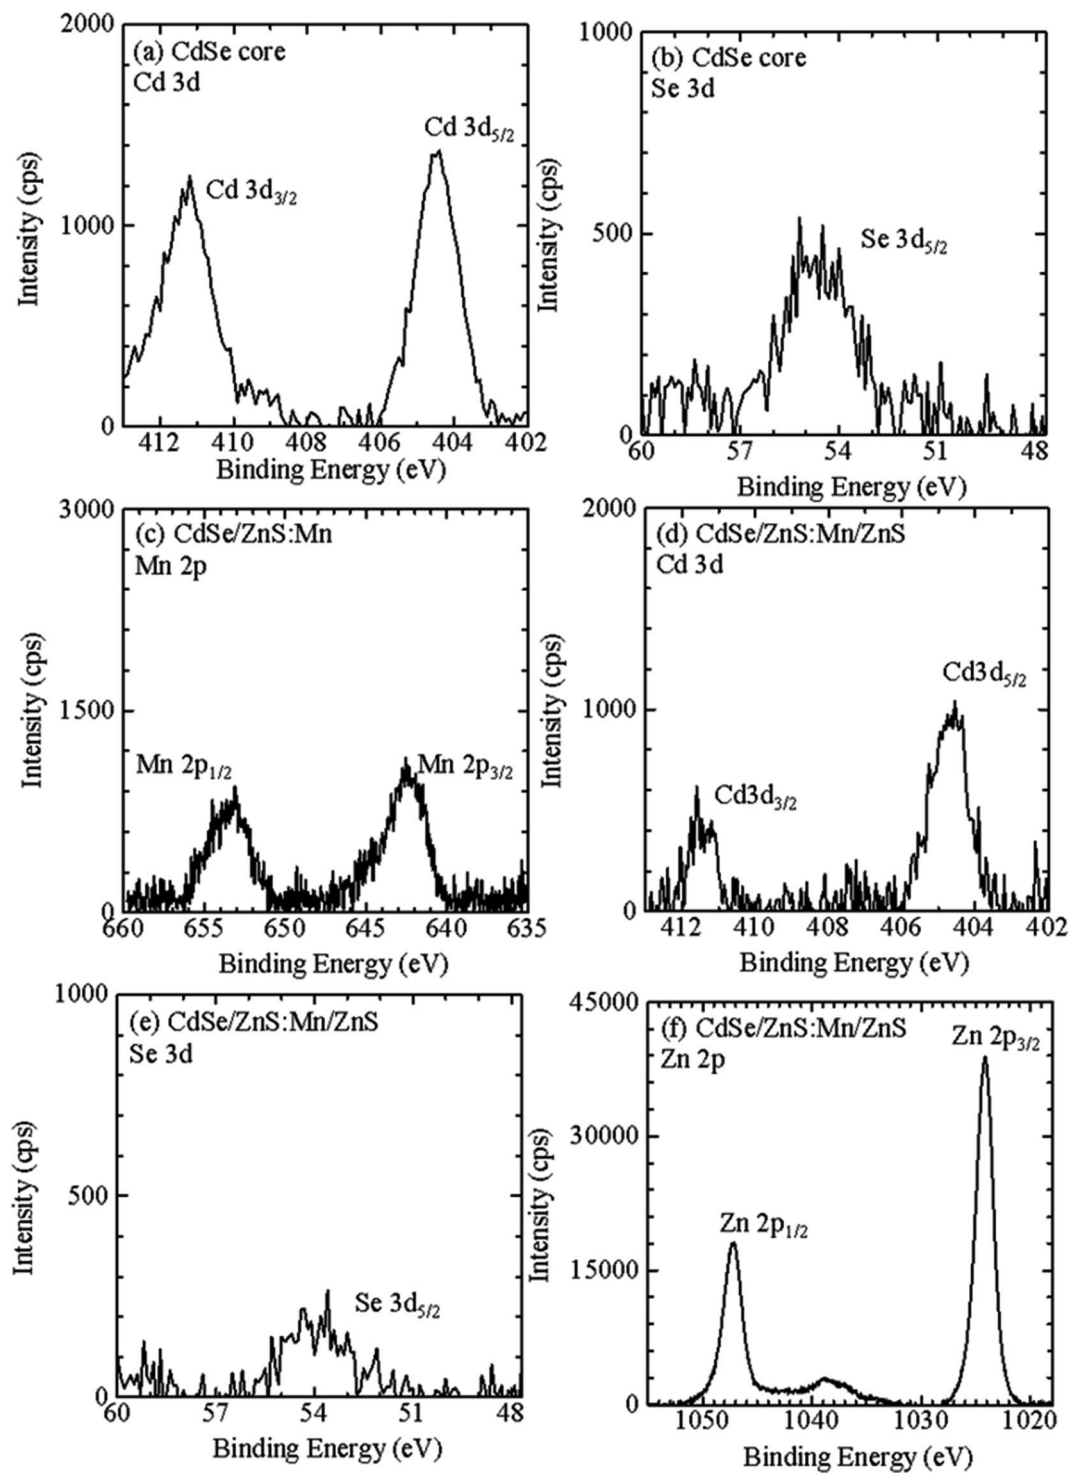 2000
(a) CdSe core
Cd 3d
Cd 3d5/2
Cd 3d3/2
1000
0
Intensity (cps)
412 410 408 406 404 402
Binding Energy (eV)
1000
(b) CdSe core
Se 3d
Se 3d5/2
500
0
Intensity (cps)
60 57 54 51 48
Binding Energy (eV)
3000
(c) CdSe/ZnS:Mn
Mn 2p
1500
Mn 2p1/2
Mn 2p3/2
0
Intensity (cps)
660 655 650 645 640 635
Binding Energy (eV)
2000
(d) CdSe/ZnS:Mn/ZnS
Cd 3d
Cd3d5/2
1000
Cd3d3/2
0
Intensity (cps)
412 410 408 406 404 402
Binding Energy (eV)
1000
(e) CdSe/ZnS:Mn/ZnS
Se 3d
500
Se 3d5/2
0
Intensity (cps)
60 57 54 51 48
Binding Energy (eV)
45000
(f) CdSe/ZnS:Mn/ZnS
Zn 2p3/2
Zn 2p
30000
Zn 2p1/2
15000
0
Intensity (cps)
1050 1040 1030 1020
Binding Energy (eV)